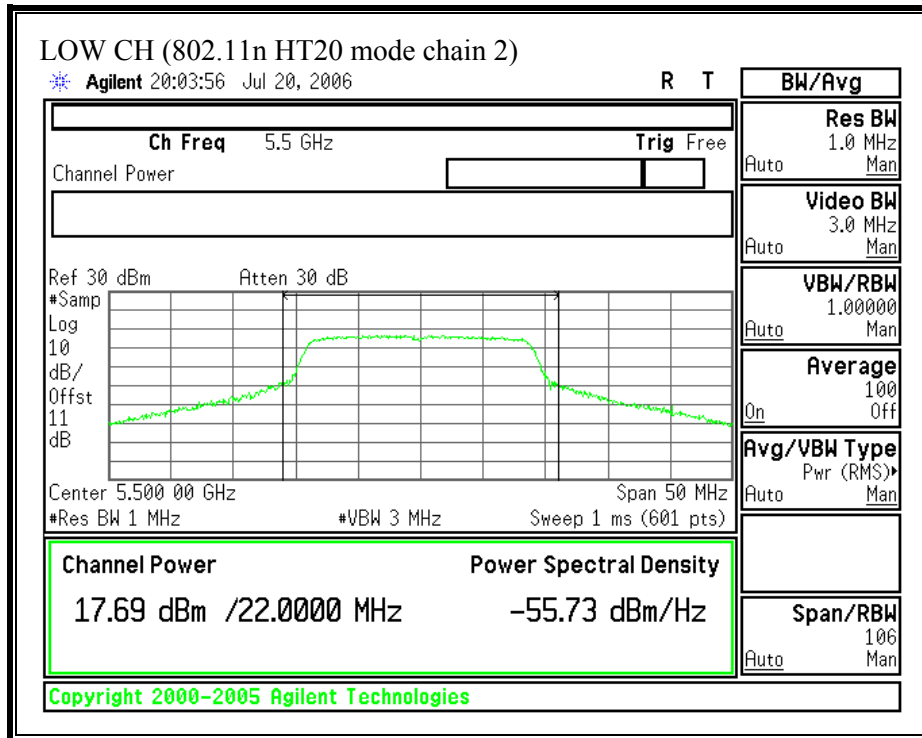 LOW CH (802.11n HT20 mode chain 2)
Agilent 20:03:56 Jul 20, 2006 R T
Ch Freq 5.5 GHz Trig Free
Channel Power
Ref 30 dBm Atten 30 dB
#Samp
Log
10
dB/
Offst
11
dB
Center 5.500 00 GHz Span 50 MHz
#Res BW 1 MHz #VBW 3 MHz Sweep 1 ms (601 pts)
Channel Power Power Spectral Density
17.69 dBm /22.0000 MHz -55.73 dBm/Hz
Copyright 2000-2005 Agilent Technologies
BW/Avg
Res BW
1.0 MHz
Auto Man
Video BW
3.0 MHz
Auto Man
VBW/RBW
1.00000
Auto Man
Average
100
On Off
Avg/VBW Type
Pwr (RMS)▸
Auto Man
Span/RBW
106
Auto Man